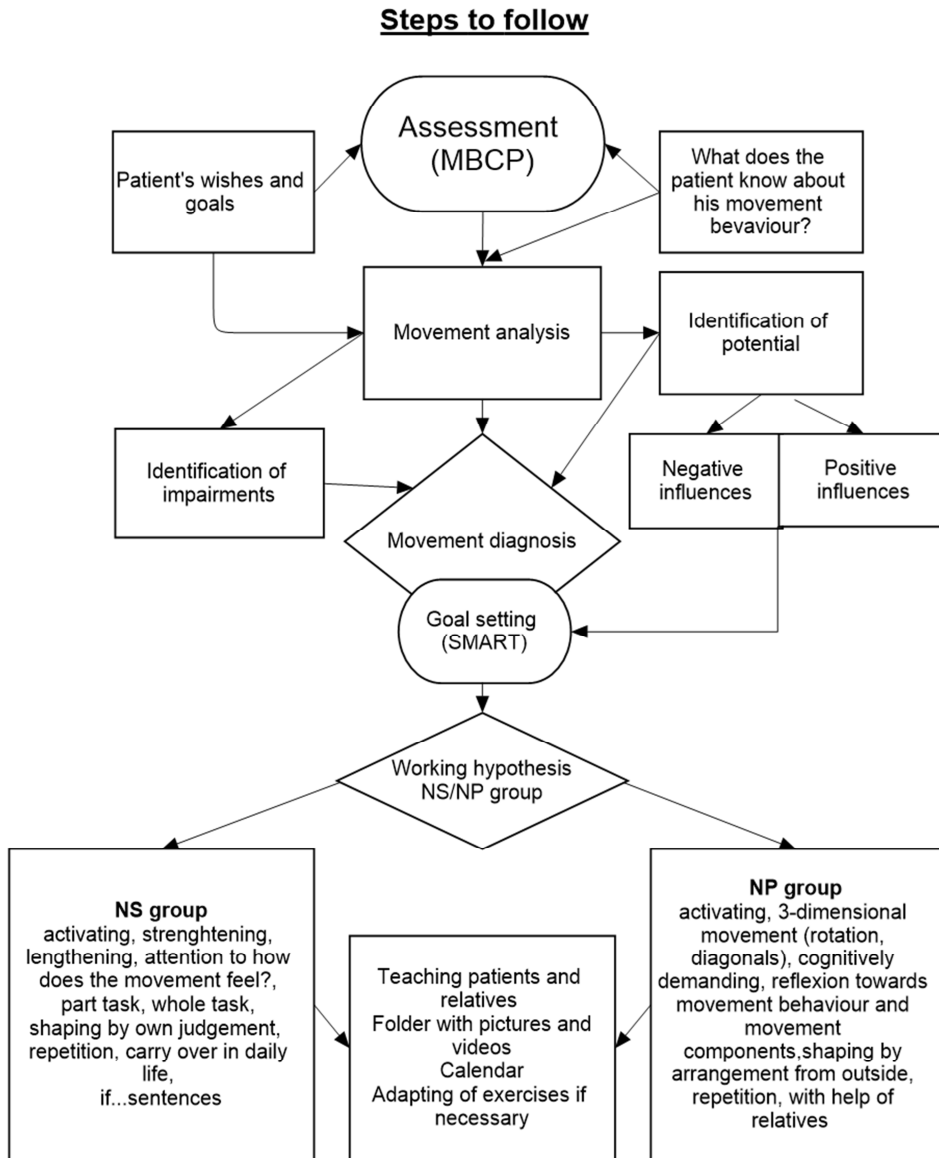 Steps to follow
Assessment
(MBCP)
Patient's wishes and
goals
What does the
patient know about
his movement
bevaviour?
Movement analysis
Identification of
potential
Identification of
impairments
Negative
influences
Positive
influences
Movement diagnosis
Goal setting
(SMART)
Working hypothesis
NS/NP group
NS group
activating, strenghtening,
lengthening, attention to how
does the movement feel?,
part task, whole task,
shaping by own judgement,
repetition, carry over in daily
life,
if...sentences
Teaching patients and
relatives
Folder with pictures and
videos
Calendar
Adapting of exercises if
necessary
NP group
activating, 3-dimensional
movement (rotation,
diagonals), cognitively
demanding, reflexion towards
movement behaviour and
movement
components,shaping by
arrangement from outside,
repetition, with help of
relatives